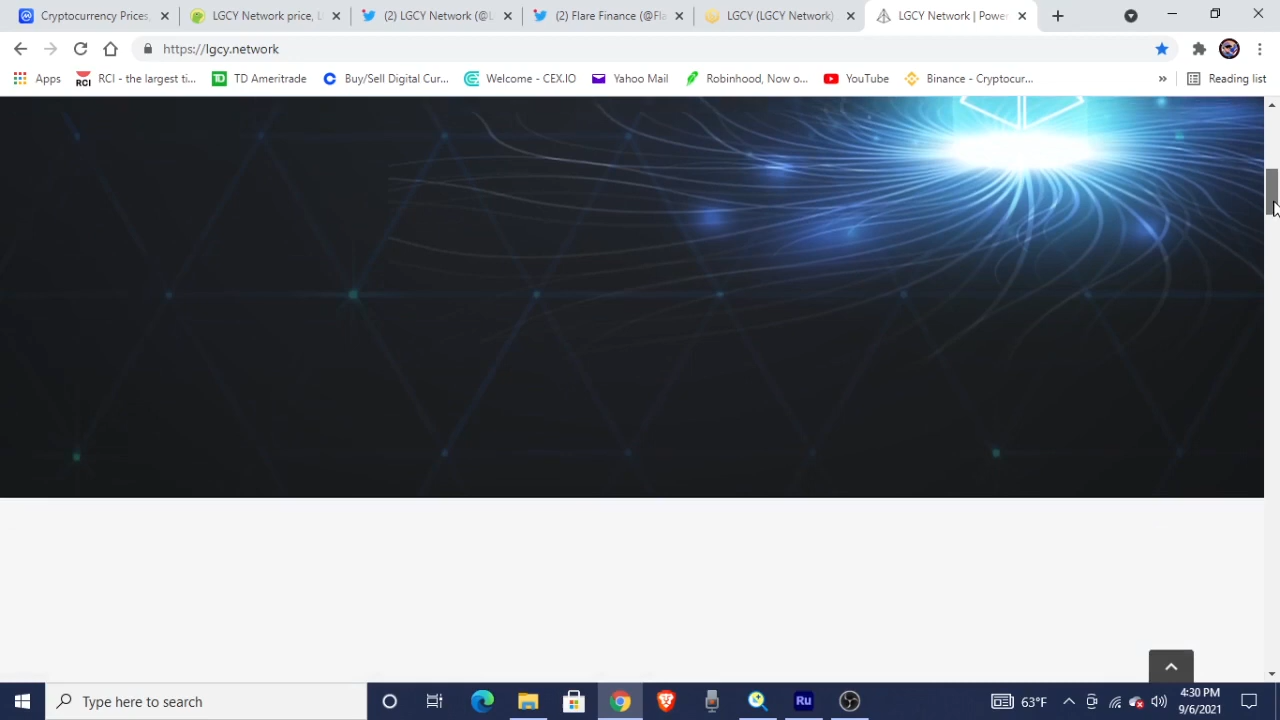 Cryptocurrency Prices,
LGCY Network price, L
(2) LGCY Network (@L
(2) Flare Finance (@Fla
LGCY (LGCY Network)
LGCY Network | Powe
https://lgcy.network
Apps
RCI
RCI - the largest ti...
TD Ameritrade
Buy/Sell Digital Cur...
Welcome - CEX.IO
Yahoo Mail
Robinhood, Now o...
YouTube
Binance - Cryptocur...
»
Reading list
Type here to search
Ru
63°F
4:30 PM
9/6/2021